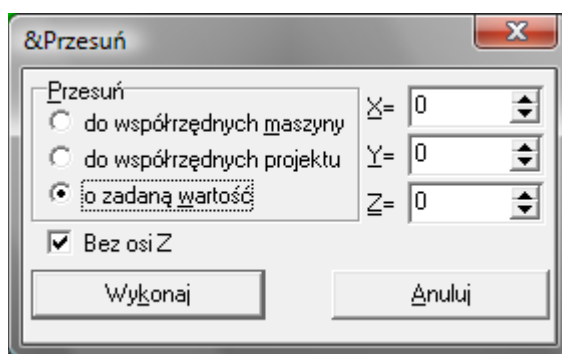 &Przesuń
Przesuń
do współrzędnych maszyny
do współrzędnych projektu
o zadaną wartość
X= 0
Y= 0
Z= 0
Bez osi Z
Wykonaj
Anuluj